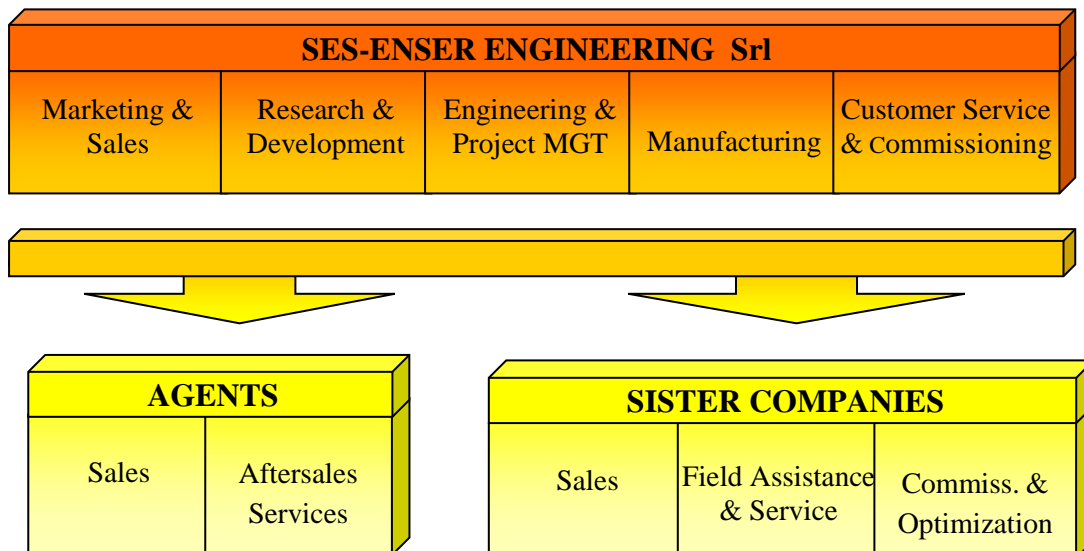 SES-ENSER ENGINEERING Srl
Marketing &
Sales
Research &
Development
Engineering &
Project MGT
Manufacturing
Customer Service
& Commissioning
AGENTS
Sales
Aftersales
Services
SISTER COMPANIES
Sales
Field Assistance
& Service
Commiss. &
Optimization